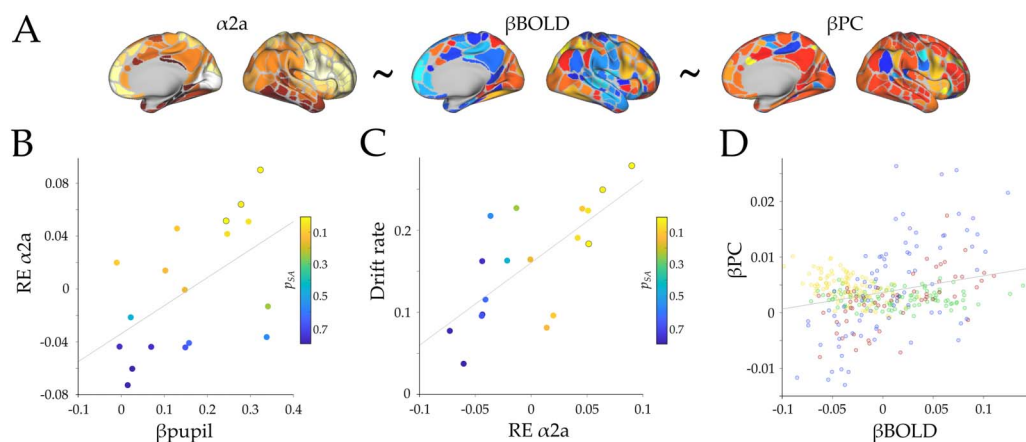 A
α2a
~
βBOLD
~
βPC
B
RE α2a
0.08
0.04
0
-0.04
-0.08
-0.1
0
0.1
0.2
0.3
0.4
βpupil
0.1
0.3
0.5
0.7
pSA
C
Drift rate
0.2
0.1
0
-0.1
-0.05
0
0.05
0.1
RE α2a
0.1
0.3
0.5
0.7
pSA
D
βPC
0.02
0.01
0
-0.01
-0.1
-0.05
0
0.05
0.1
βBOLD